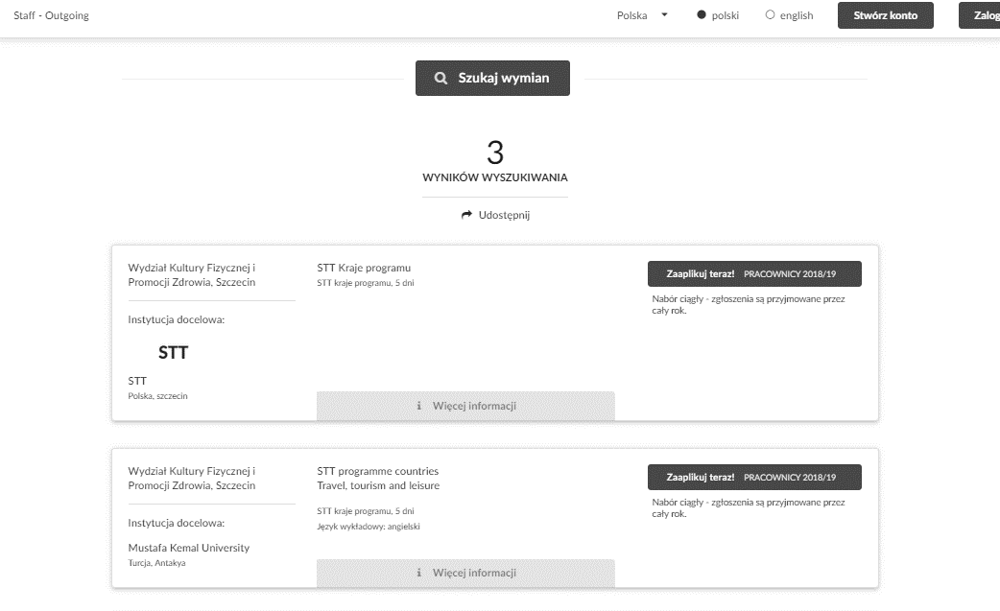 Staff - Outgoing
Polska
polski
english
Stwórz konto
Szukaj wymian
3
WYNIKÓW WYSZUKIWANIA
Udostępnij
Wydział Kultury Fizycznej i
Promocji Zdrowia, Szczecin
Instytucja docelowa:
STT
STT
Polska, szczecin
STT Kraje programu
STT kraje programu, 5 dni
Więcej informacji
Zaaplikuj teraz! PRACOWNICY 2018/19
Nabór ciągły - zgłoszenia są przyjmowane przez
cały rok.
Wydział Kultury Fizycznej i
Promocji Zdrowia, Szczecin
Instytucja docelowa:
Mustafa Kemal University
Turcja, Antakya
STT programme countries
Travel, tourism and leisure
STT kraje programu, 5 dni
Język wykładowy: angielski
Więcej informacji
Zaaplikuj teraz! PRACOWNICY 2018/19
Nabór ciągły - zgłoszenia są przyjmowane przez
cały rok.